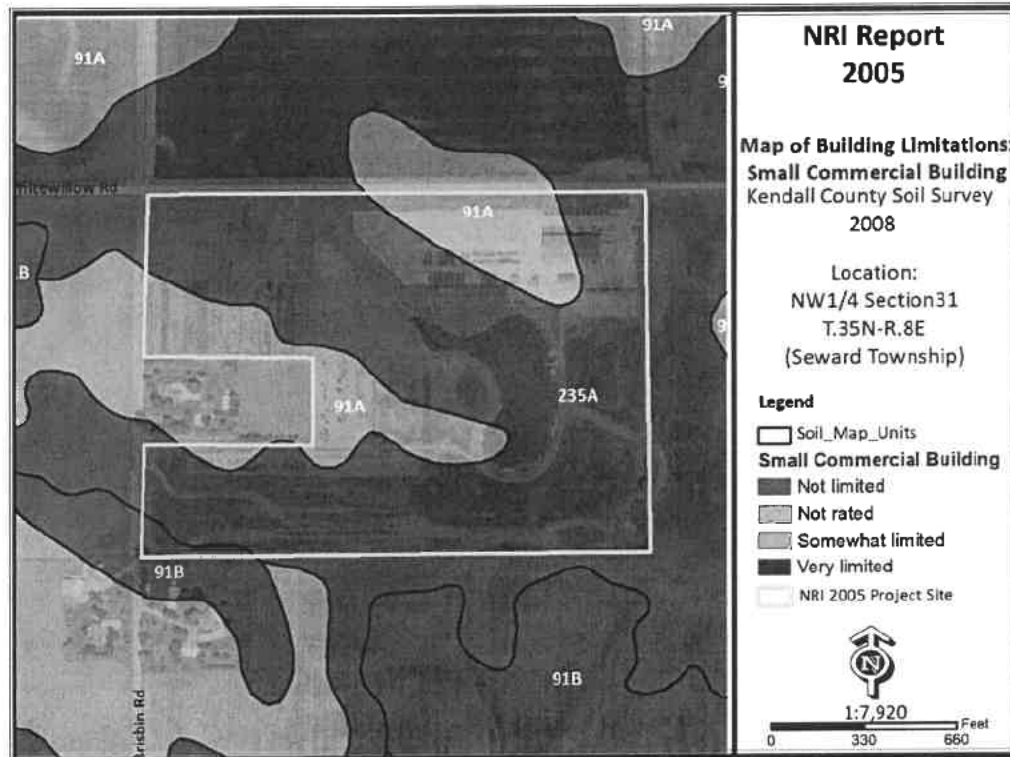 91A
91A
9
91A
.B
9
91A
235A
91B
91B
NRI Report
2005
Map of Building Limitations:
Small Commercial Building
Kendall County Soil Survey
2008
Location:
NW1/4 Section31
T.35N-R.8E
(Seward Township)
Legend
Soil_Map_Units
Small Commercial Building
Not limited
Not rated
Somewhat limited
Very limited
NRI 2005 Project Site
N
1:7,920
Feet
0 330 660